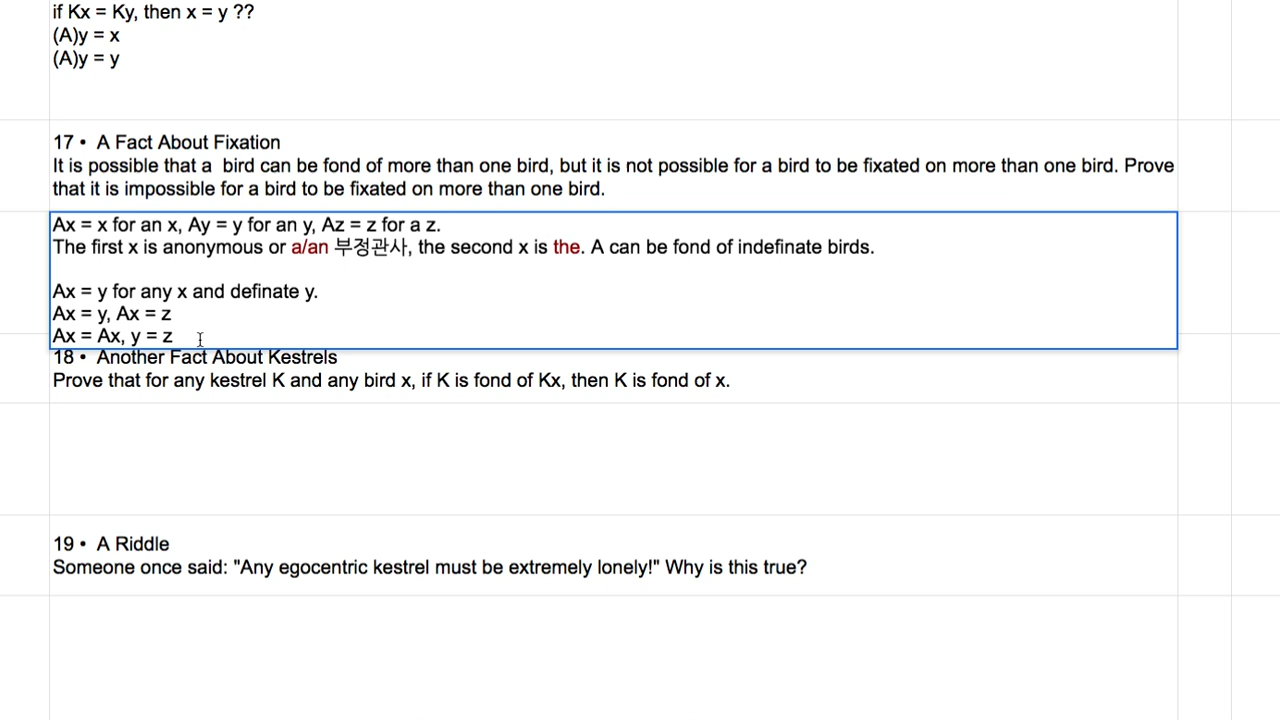 if Kx = Ky, then x = y ??
(A)y = x
(A)y = y
17 • A Fact About Fixation
It is possible that a  bird can be fond of more than one bird, but it is not possible for a bird to be fixated on more than one bird. Prove
that it is impossible for a bird to be fixated on more than one bird.
Ax = x for an x, Ay = y for an y, Az = z for a z.
The first x is anonymous or a/an 부정관사, the second x is the. A can be fond of indefinate birds.
Ax = y for any x and definate y.
Ax = y, Ax = z
Ax = Ax, y = z
18 • Another Fact About Kestrels
Prove that for any kestrel K and any bird x, if K is fond of Kx, then K is fond of x.
19 • A Riddle
Someone once said: "Any egocentric kestrel must be extremely lonely!" Why is this true?